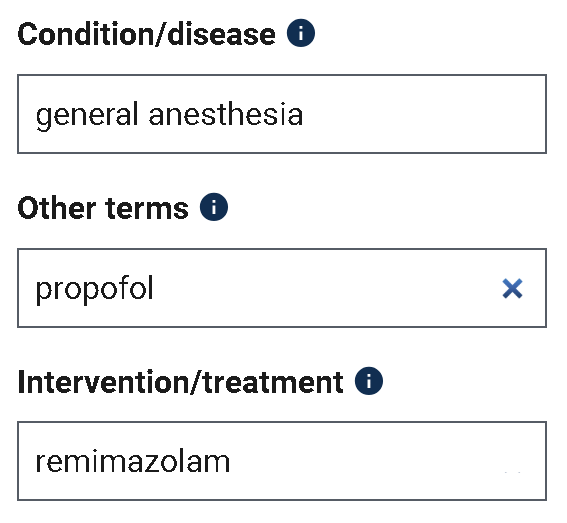 Condition/disease
general anesthesia
Other terms
propofol
Intervention/treatment
remimazolam